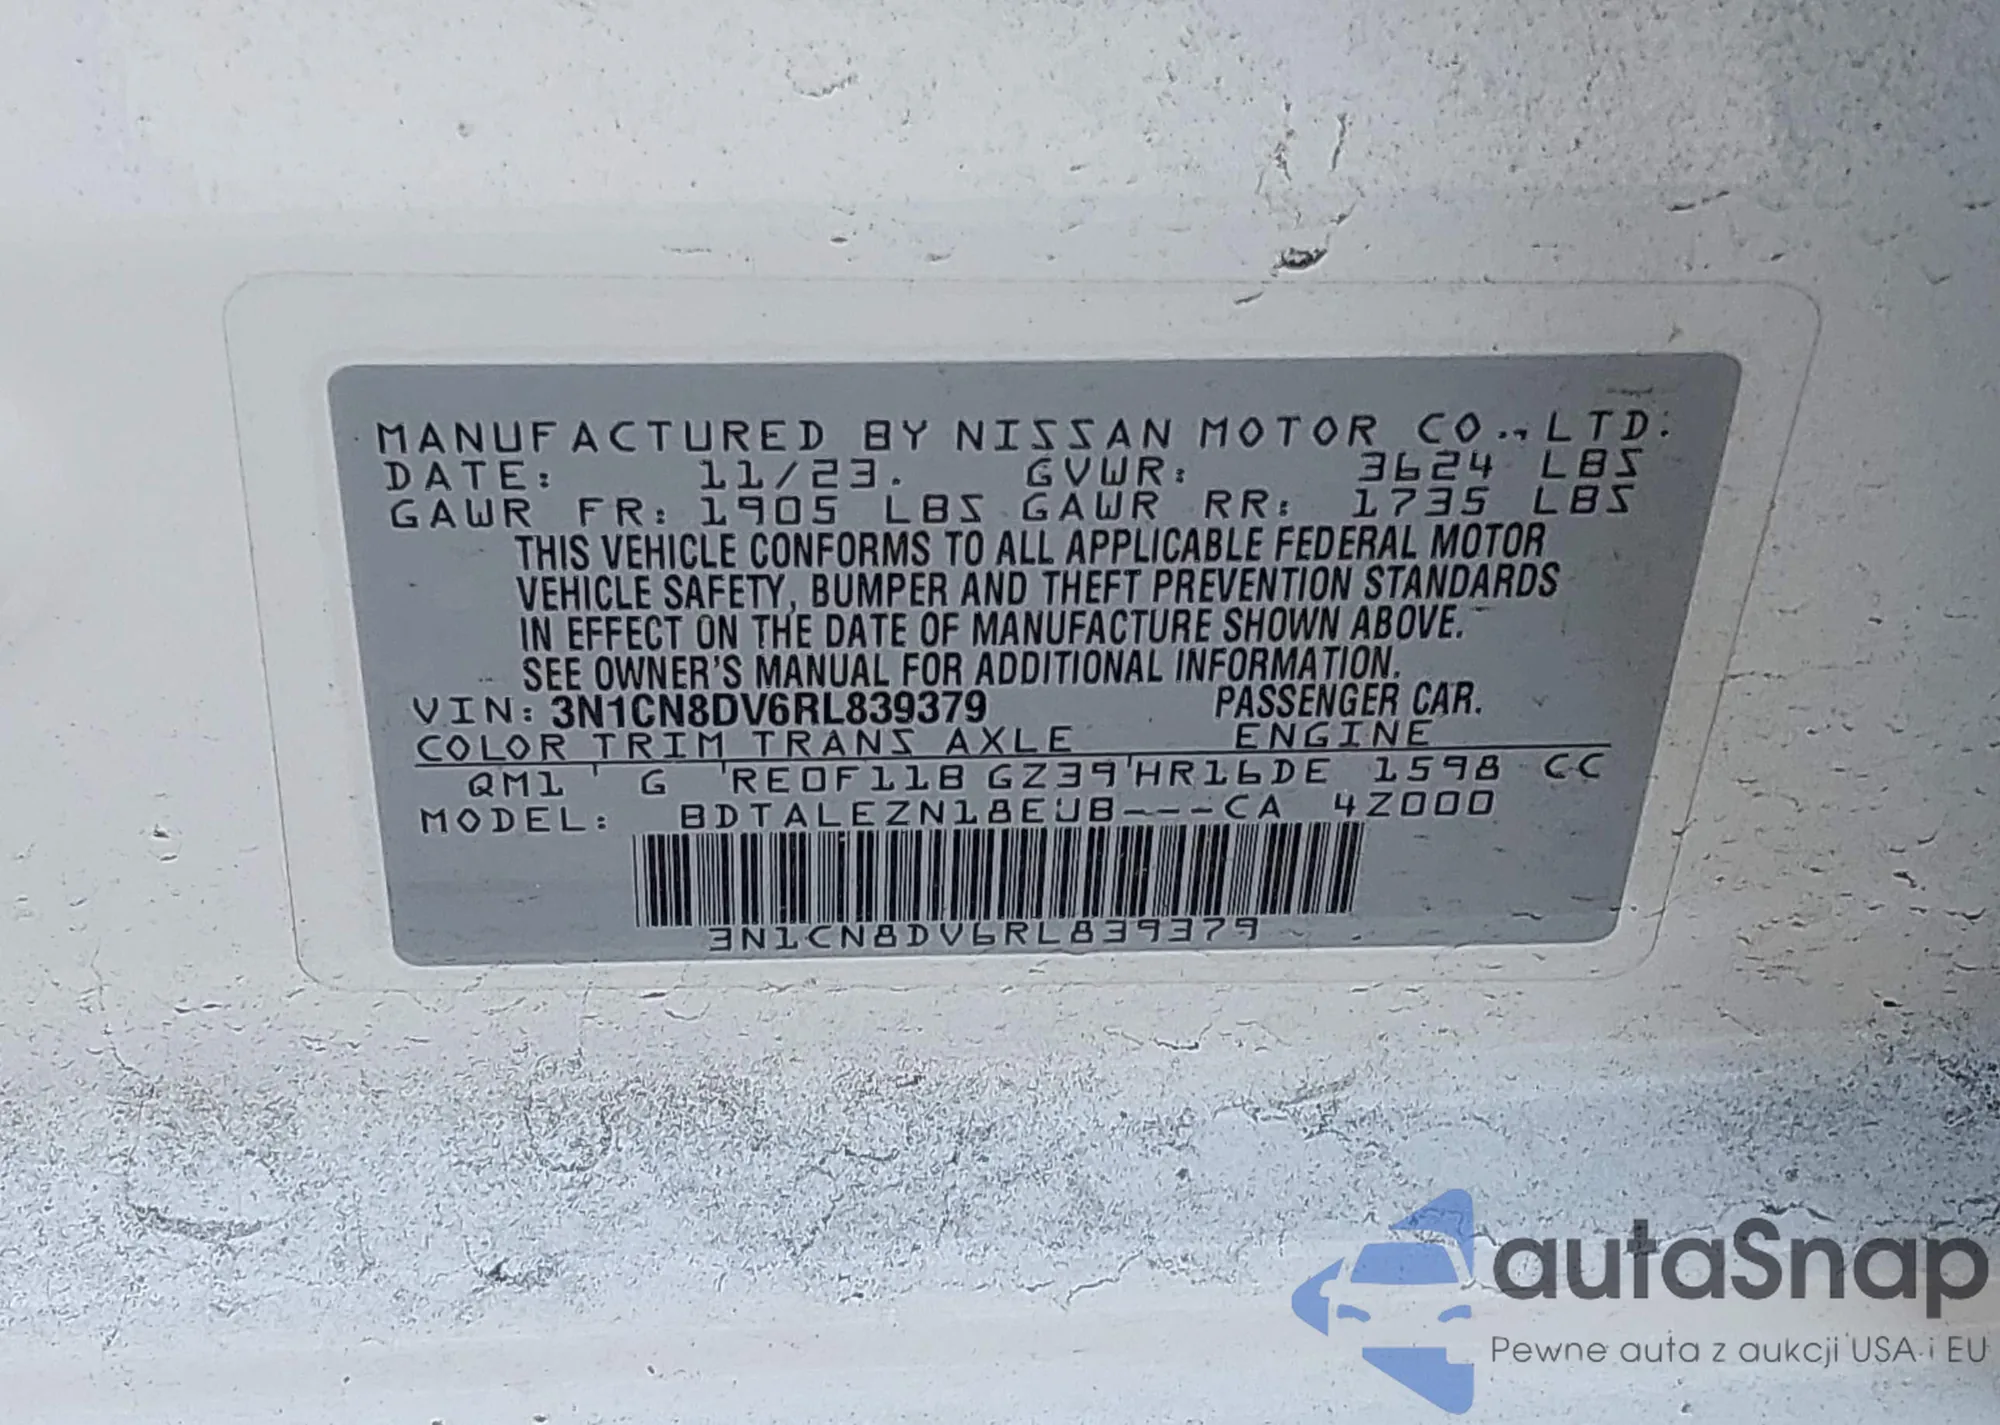 MANUFACTURED BY NISSAN MOTOR CO., LTD.
DATE: 11/23. GVWR: 3624 LBS
GAWR FR: 1905 LBS GAWR RR: 1735 LBS
THIS VEHICLE CONFORMS TO ALL APPLICABLE FEDERAL MOTOR
VEHICLE SAFETY, BUMPER AND THEFT PREVENTION STANDARDS
IN EFFECT ON THE DATE OF MANUFACTURE SHOWN ABOVE.
SEE OWNER'S MANUAL FOR ADDITIONAL INFORMATION.
VIN: 3N1CN8DV6RL839379 PASSENGER CAR.
COLOR TRIM TRANS AXLE ENGINE
QM1 G RE0F11B GZ39 HR16DE 1598 CC
MODEL: BDTALEZN18EUB---CA 4Z000
3N1CN8DV6RL839379
autaSnap
Pewne auta z aukcji USA i EU